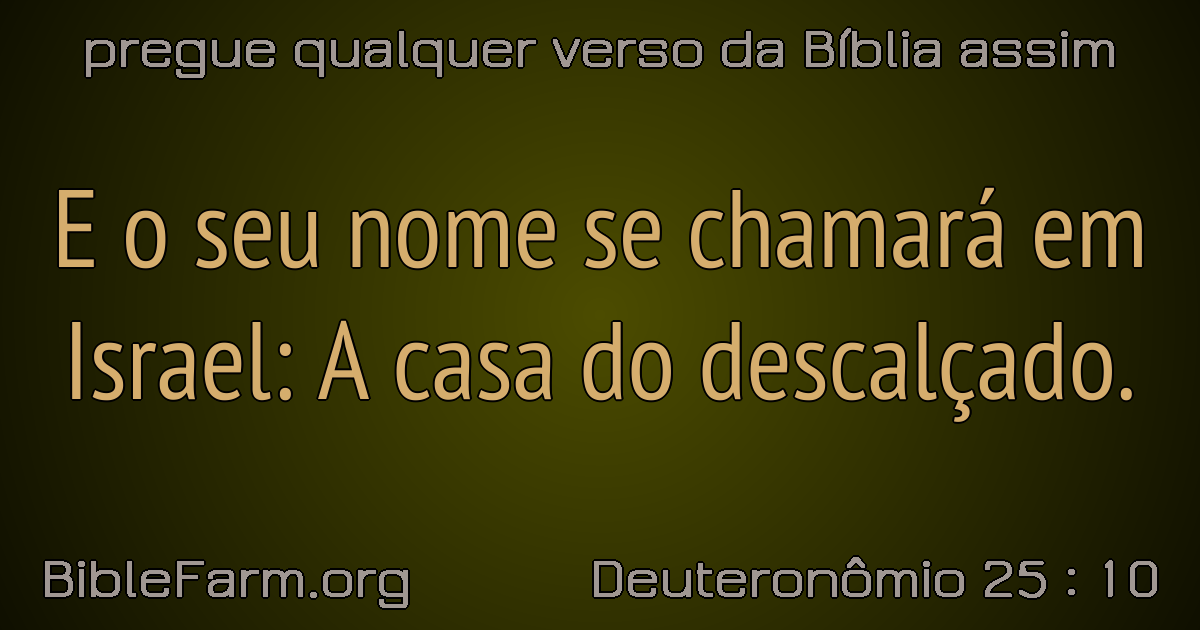 pregue qualquer verso da Bíblia assim
E o seu nome se chamará em
Israel: A casa do descalçado.
BibleFarm.org
Deuteronômio 25 : 10